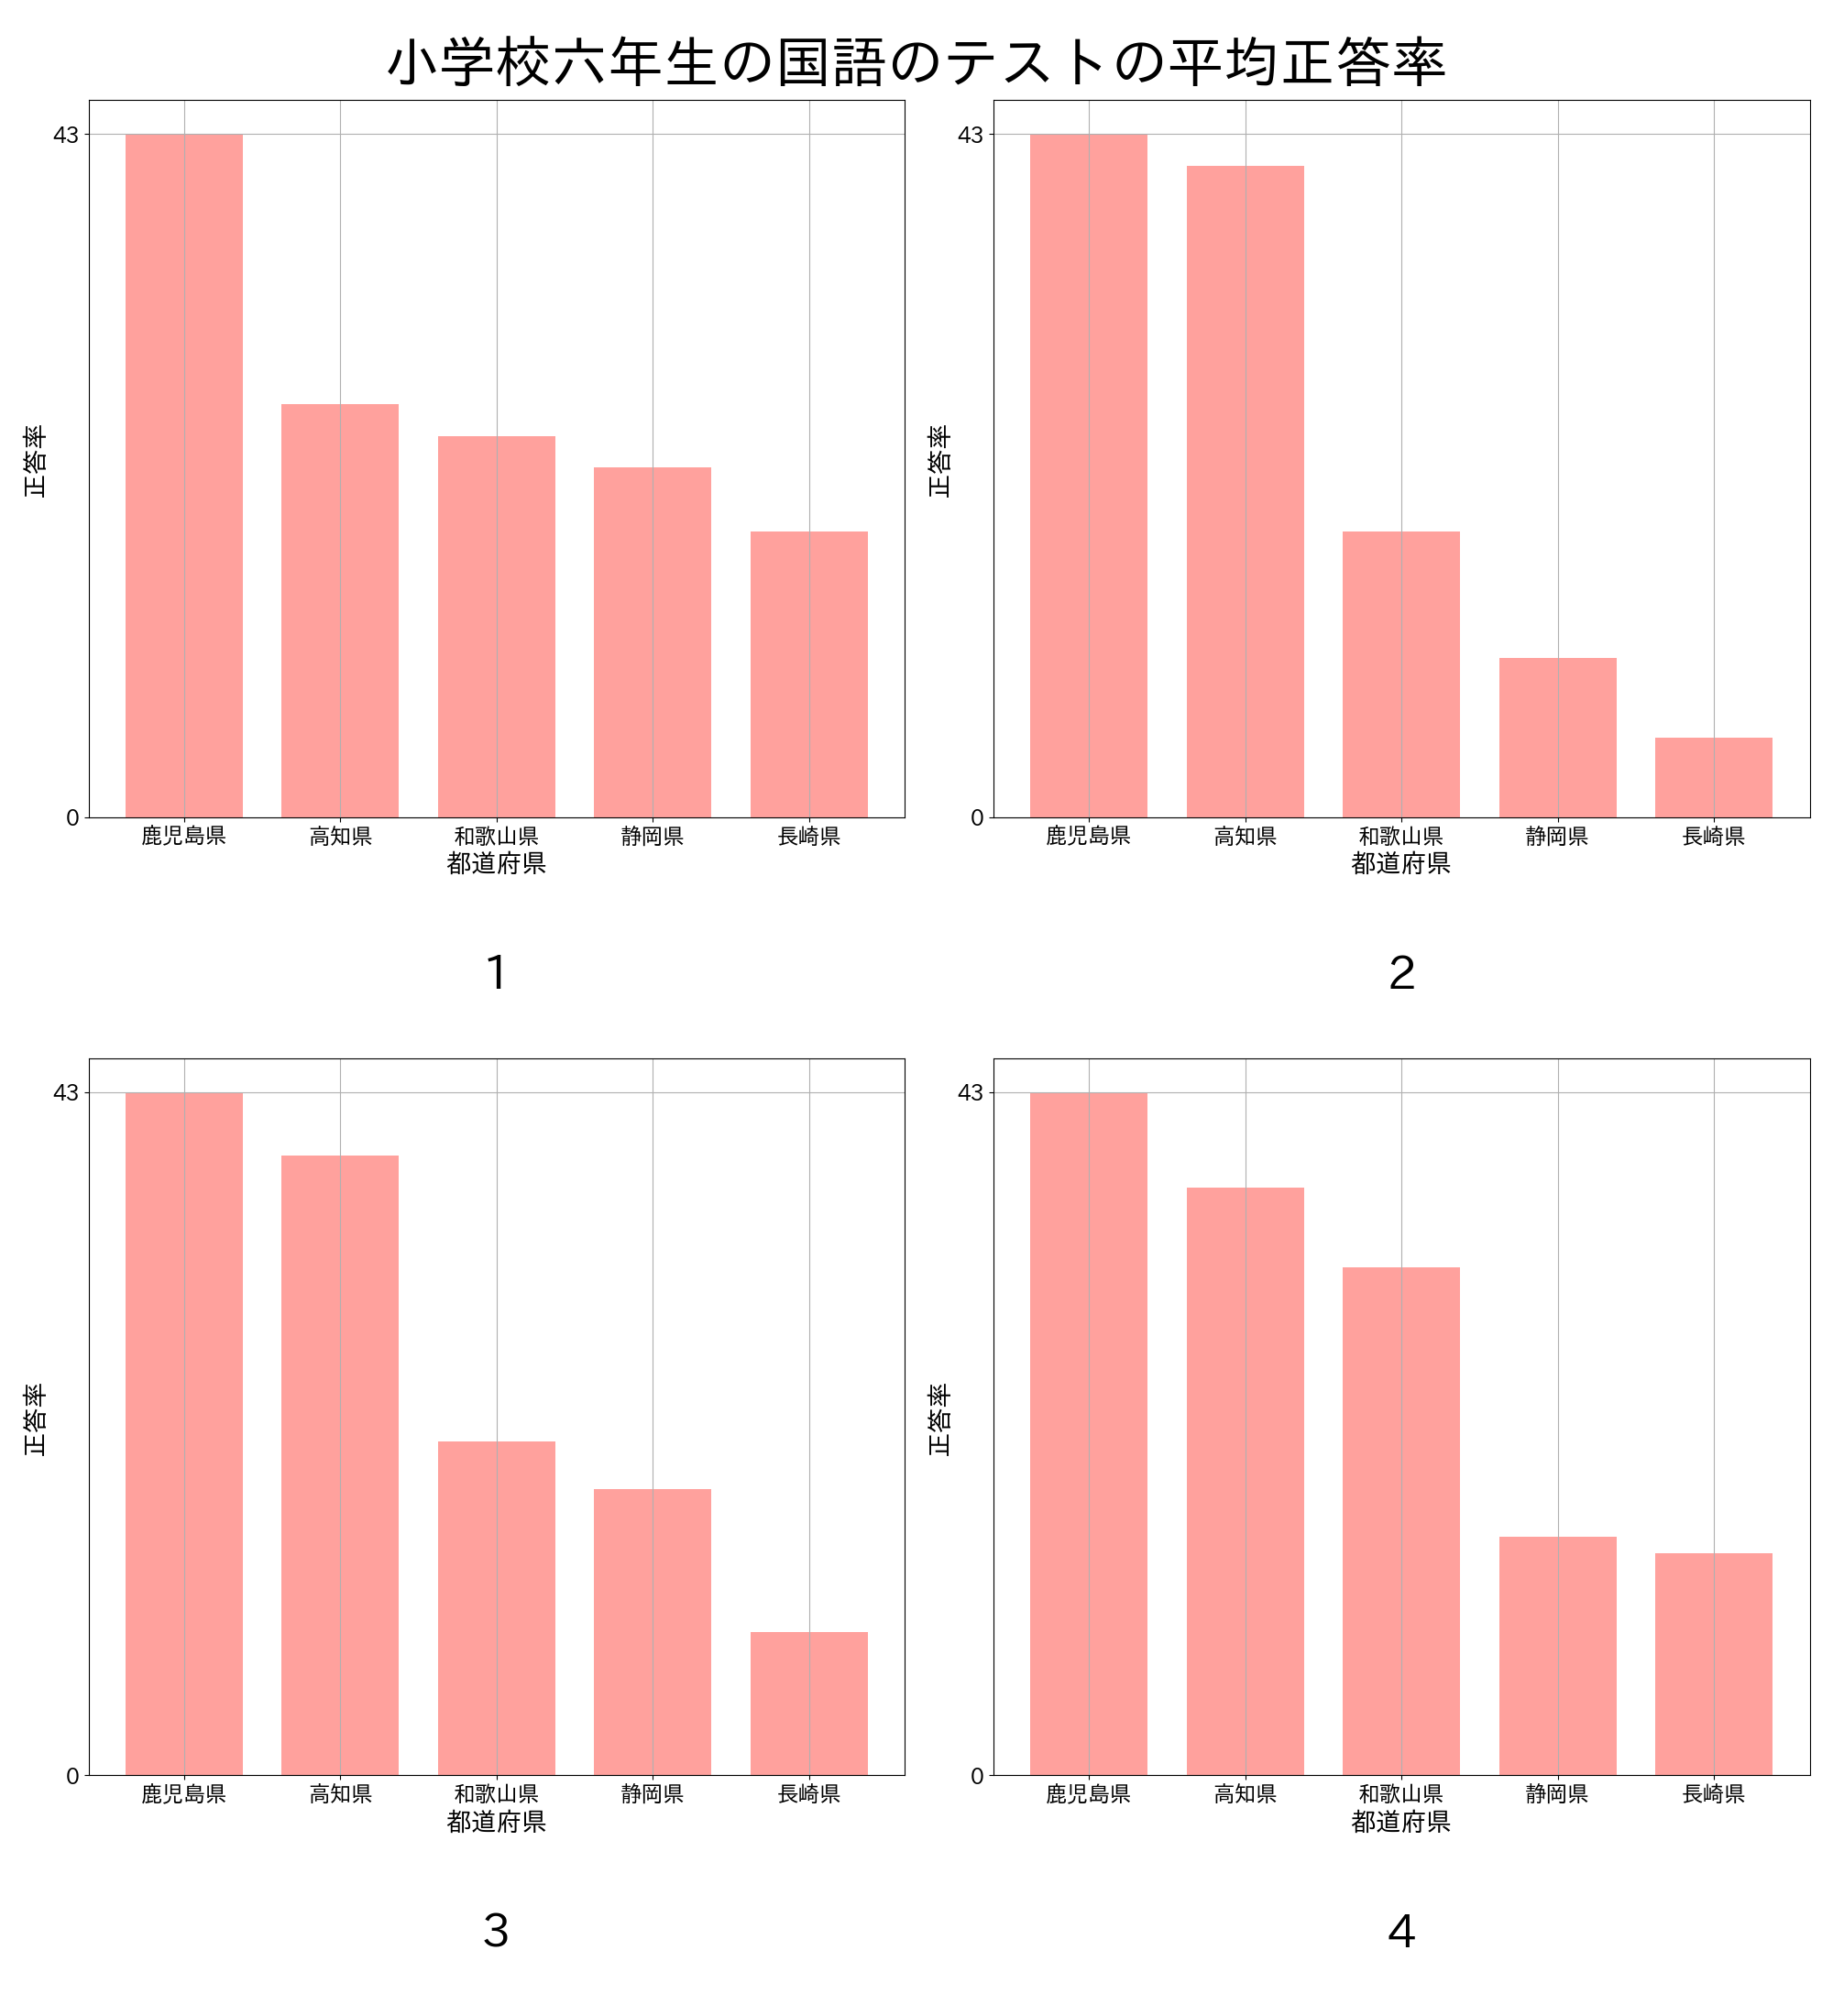 小学校六年生の国語のテストの平均正答率
43
0
正答率
鹿児島県 高知県 和歌山県 静岡県 長崎県
都道府県
1
43
0
正答率
鹿児島県 高知県 和歌山県 静岡県 長崎県
都道府県
2
43
0
正答率
鹿児島県 高知県 和歌山県 静岡県 長崎県
都道府県
3
43
0
正答率
鹿児島県 高知県 和歌山県 静岡県 長崎県
都道府県
4